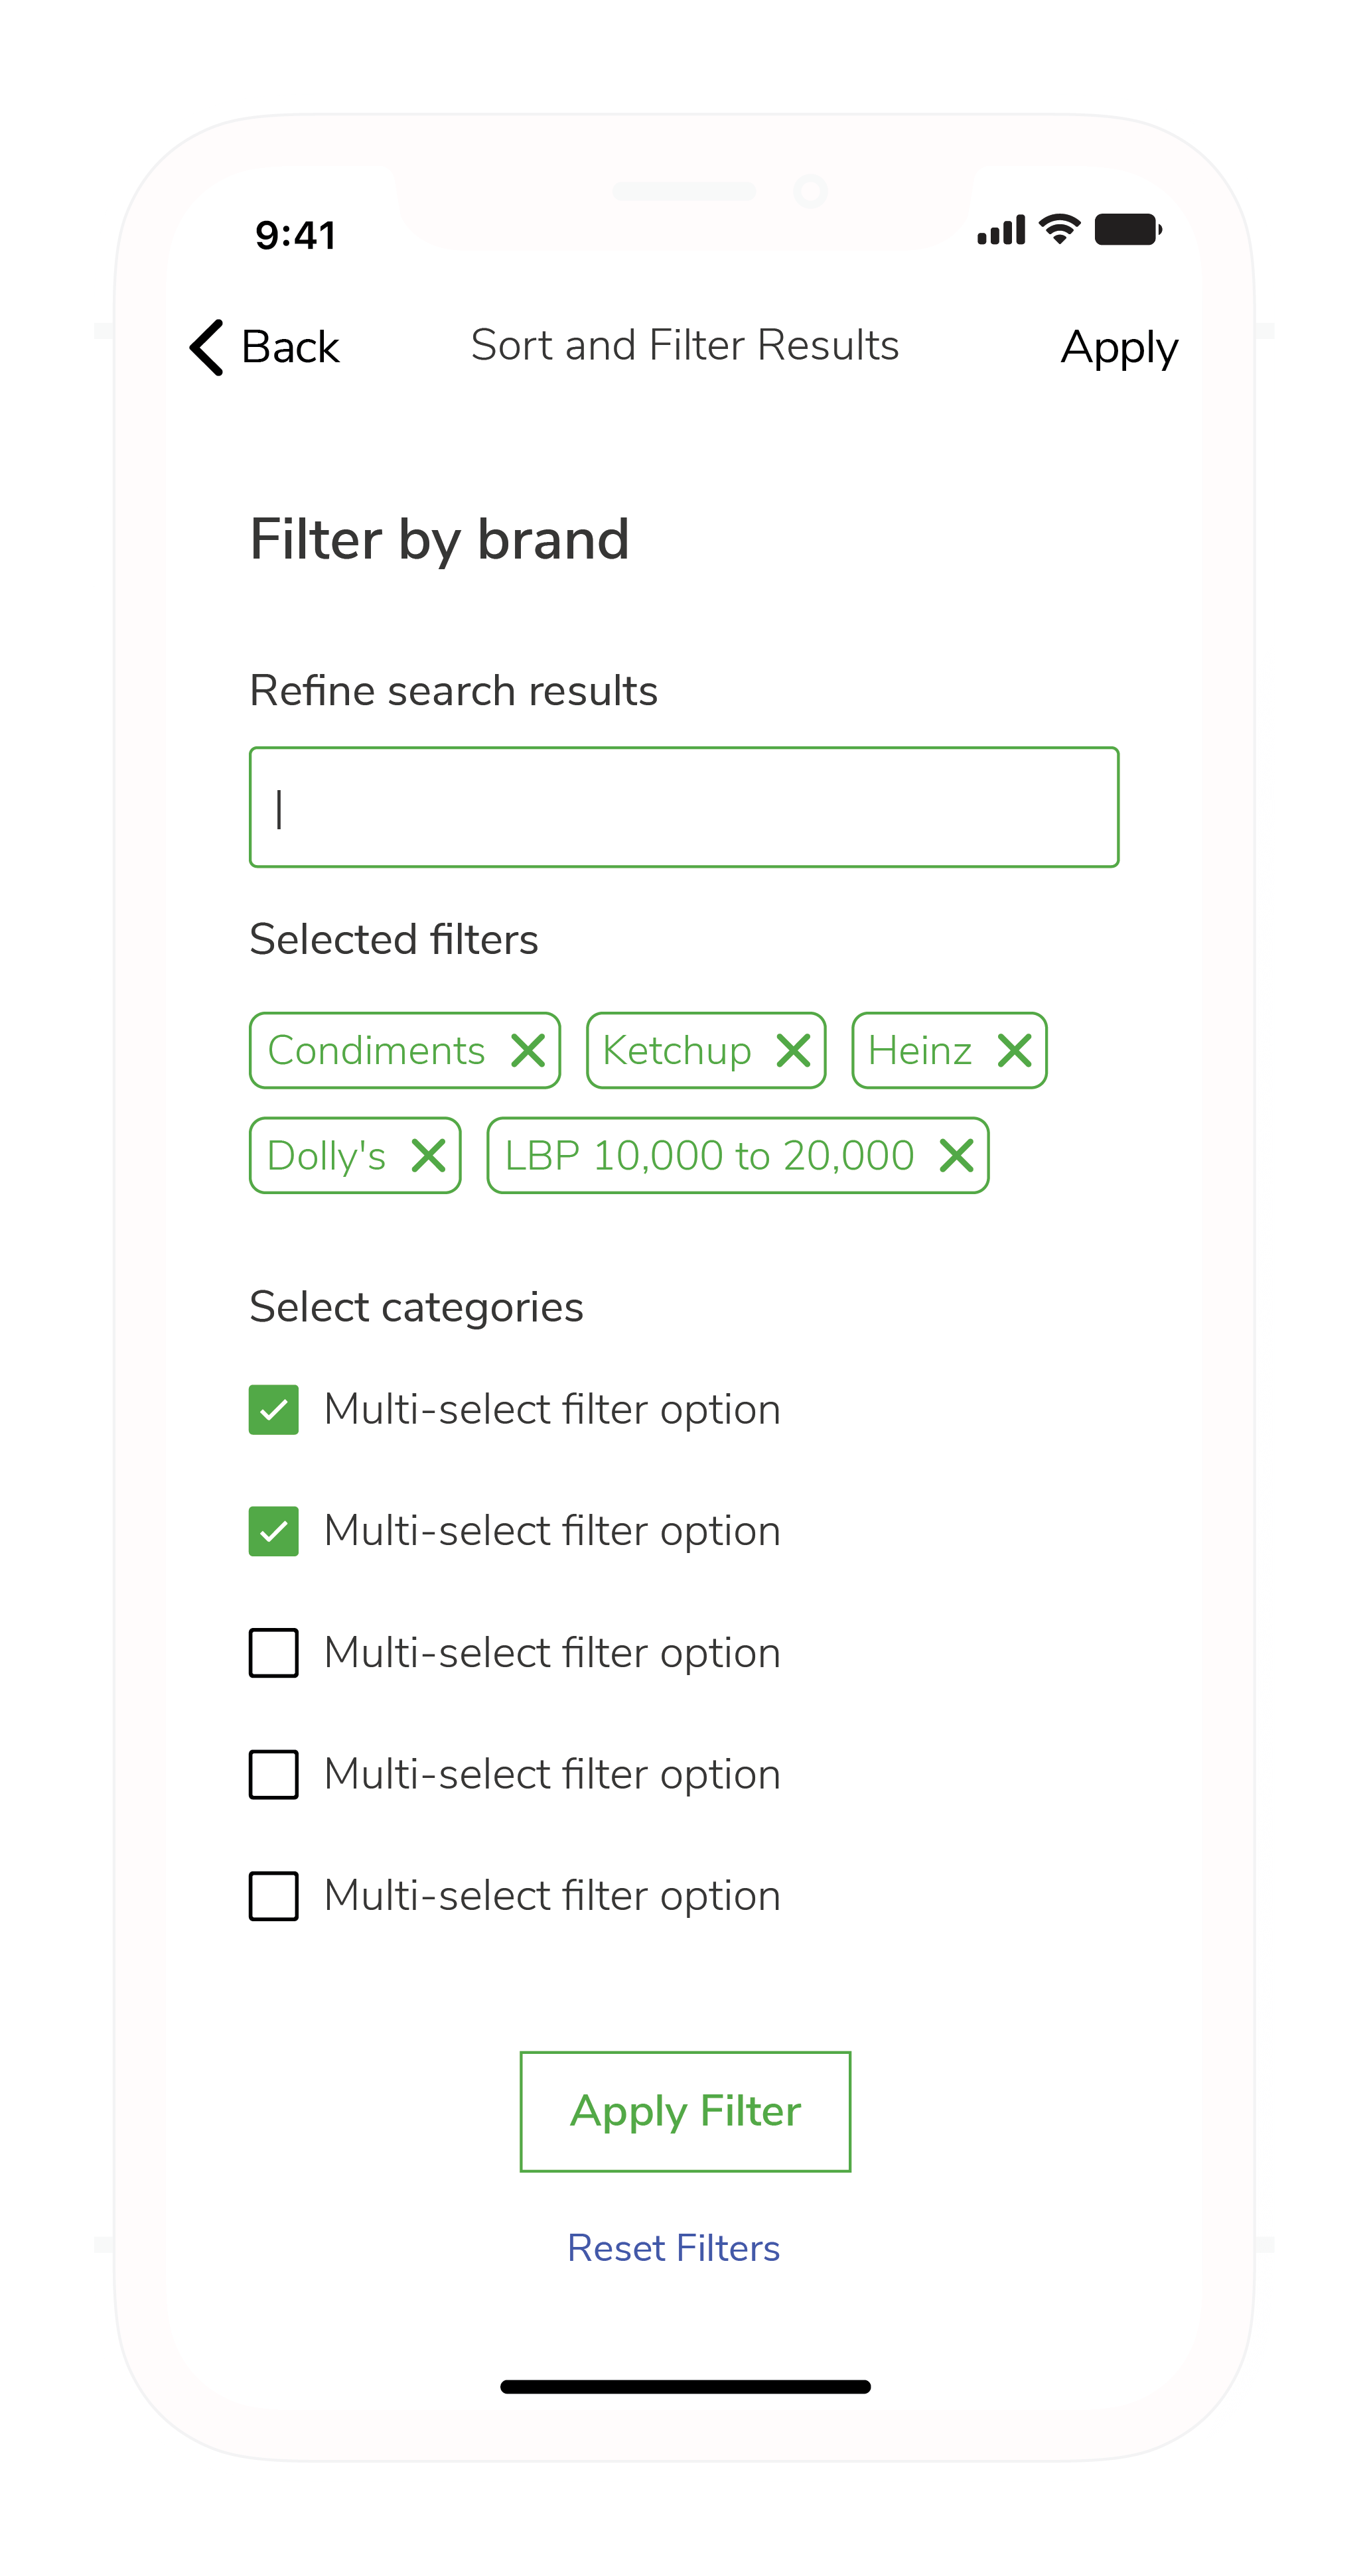 9:41
Back Sort and Filter Results Apply
Filter by brand
Refine search results
Selected filters
Condiments Ketchup Heinz
Dolly's LBP 10,000 to 20,000
Select categories
Multi-select filter option
Multi-select filter option
Multi-select filter option
Multi-select filter option
Multi-select filter option
Apply Filter
Reset Filters